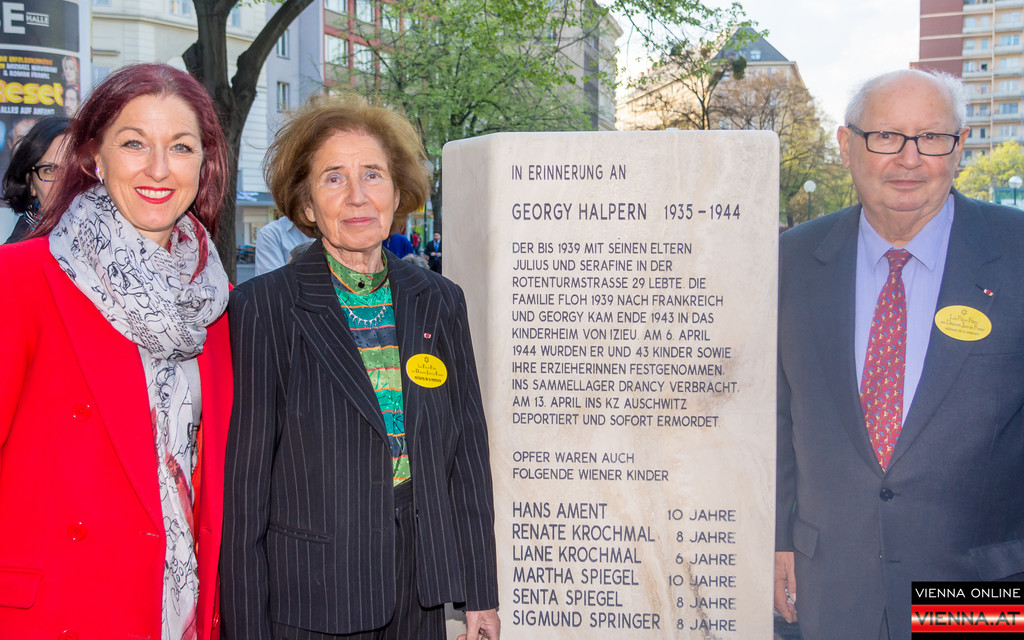 HALLE
Reset
ALLES AUF ANFANG
IN ERINNERUNG AN
GEORGY HALPERN 1935 - 1944
DER BIS 1939 MIT SEINEN ELTERN
JULIUS UND SERAFINE IN DER
ROTENTURMSTRASSE 29 LEBTE. DIE
FAMILIE FLOH 1939 NACH FRANKREICH
UND GEORGY KAM ENDE 1943 IN DAS
KINDERHEIM VON IZIEU. AM 6. APRIL
1944 WURDEN ER UND 43 KINDER SOWIE
IHRE ERZIEHERINNEN FESTGENOMMEN,
INS SAMMELLAGER DRANCY VERBRACHT,
AM 13. APRIL INS KZ AUSCHWITZ
DEPORTIERT UND SOFORT ERMORDET
OPFER WAREN AUCH
FOLGENDE WIENER KINDER
HANS AMENT 10 JAHRE
RENATE KROCHMAL 8 JAHRE
LIANE KROCHMAL 6 JAHRE
MARTHA SPIEGEL 10 JAHRE
SENTA SPIEGEL 8 JAHRE
SIGMUND SPRINGER 8 JAHRE
VIENNA ONLINE
VIENNA.AT